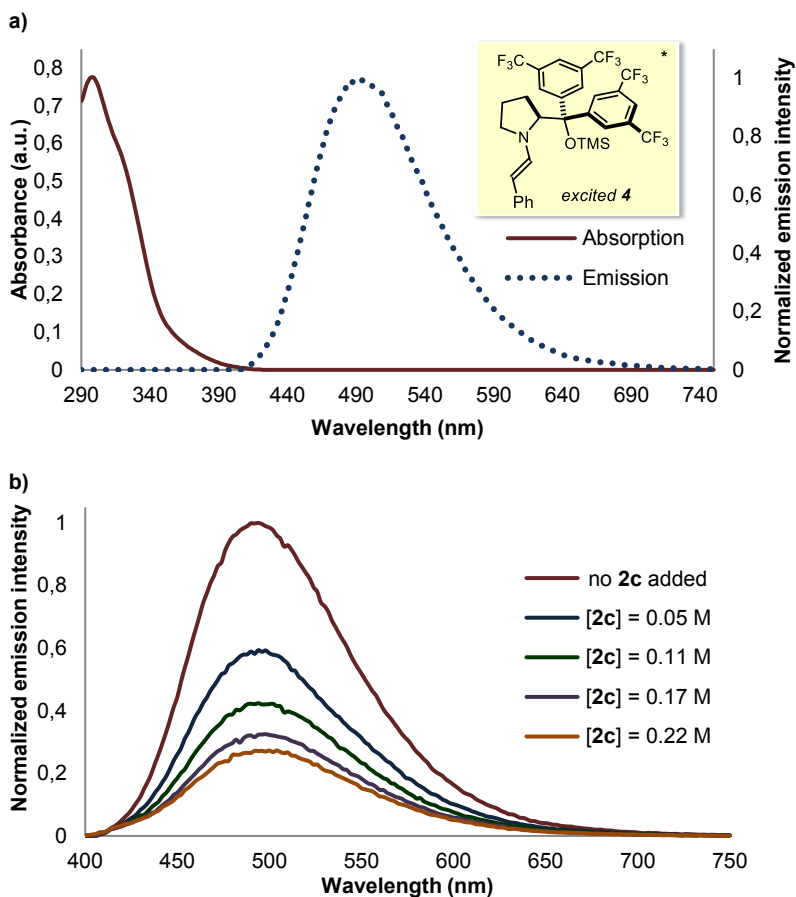 a)
Absorbance (a.u.)
0,8
0,7
0,6
0,5
0,4
0,3
0,2
0,1
0
290 340 390 440 490 540 590 640 690 740
Wavelength (nm)
1
0,8
0,6
0,4
0,2
0
Normalized emission intensity
*
F3C
CF3
CF3
CF3
N
OTMS
Ph
excited 4
Absorption
Emission
b)
Normalized emission intensity
1
0,8
0,6
0,4
0,2
0
400 450 500 550 600 650 700 750
Wavelength (nm)
no 2c added
[2c] = 0.05 M
[2c] = 0.11 M
[2c] = 0.17 M
[2c] = 0.22 M